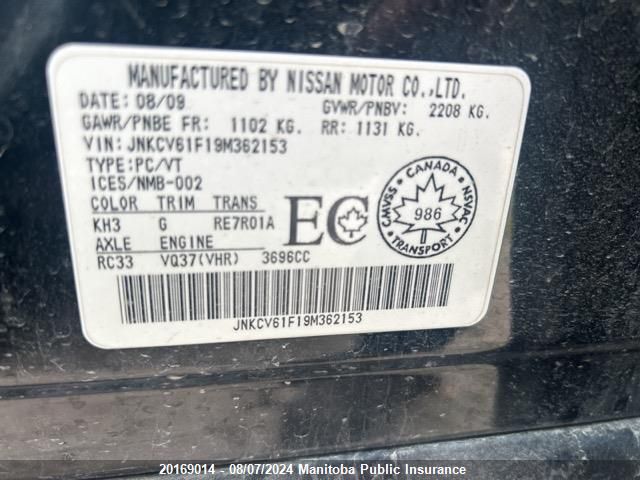 MANUFACTURED BY NISSAN MOTOR CO.,LTD.
DATE: 08/09 GVWR/PNBV: 2208 KG.
GAWR/PNBE FR: 1102 KG. RR: 1131 KG.
VIN: JNKCV61F19M362153
TYPE:PC/VT
ICES/NMB-002
COLOR TRIM TRANS
KH3 G RE7R01A
AXLE ENGINE
RC33 VQ37(VHR) 3696CC
EC
CANADA
CMVSS 986 NSVAC
TRANSPORT
JNKCV61F19M362153
20169014 - 08/07/2024 Manitoba Public Insurance